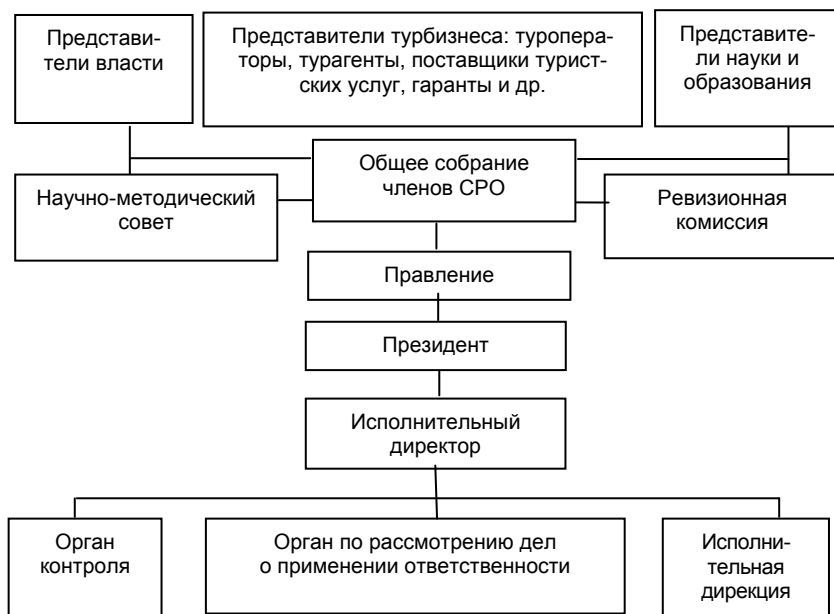 Представи-
тели власти
Представители турбизнеса: туропера-
торы, турагенты, поставщики турист-
ских услуг, гаранты и др.
Представите-
ли науки и
образования
Общее собрание
членов СРО
Научно-методический
совет
Ревизионная
комиссия
Правление
Президент
Исполнительный
директор
Орган
контроля
Орган по рассмотрению дел
о применении ответственности
Исполни-
тельная
дирекция